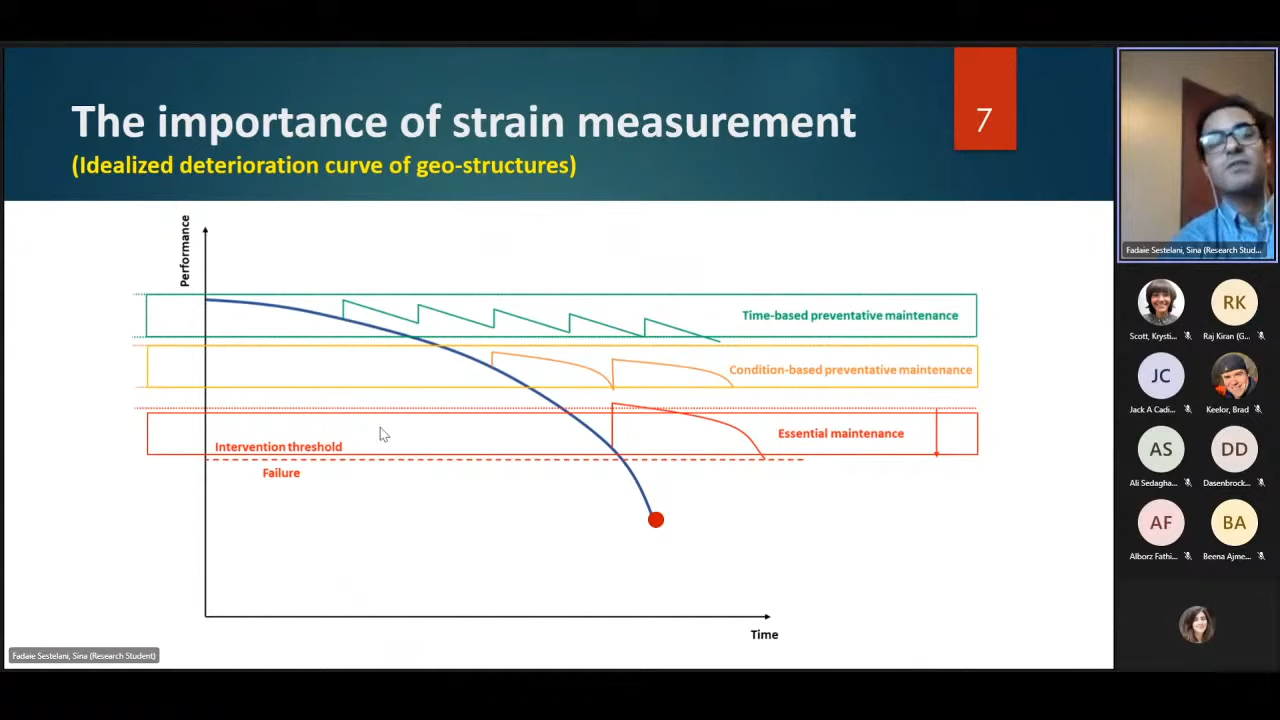 The importance of strain measurement
(Idealized deterioration curve of geo-structures)
7
Performance
Time-based preventative maintenance
Condition-based preventative maintenance
Essential maintenance
Intervention threshold
Failure
Time
Fadaie Sestelani, Sina (Research Student)
Fadaie Sestelani, Sina (Research Stud...
Scott, Krysti...
RK
Raj Kiran (G...
JC
Jack A Cadi...
Keelor, Brad
AS
Ali Sedagha...
DD
Dasenbrock...
AF
Alborz Fathi...
BA
Beena Ajme...